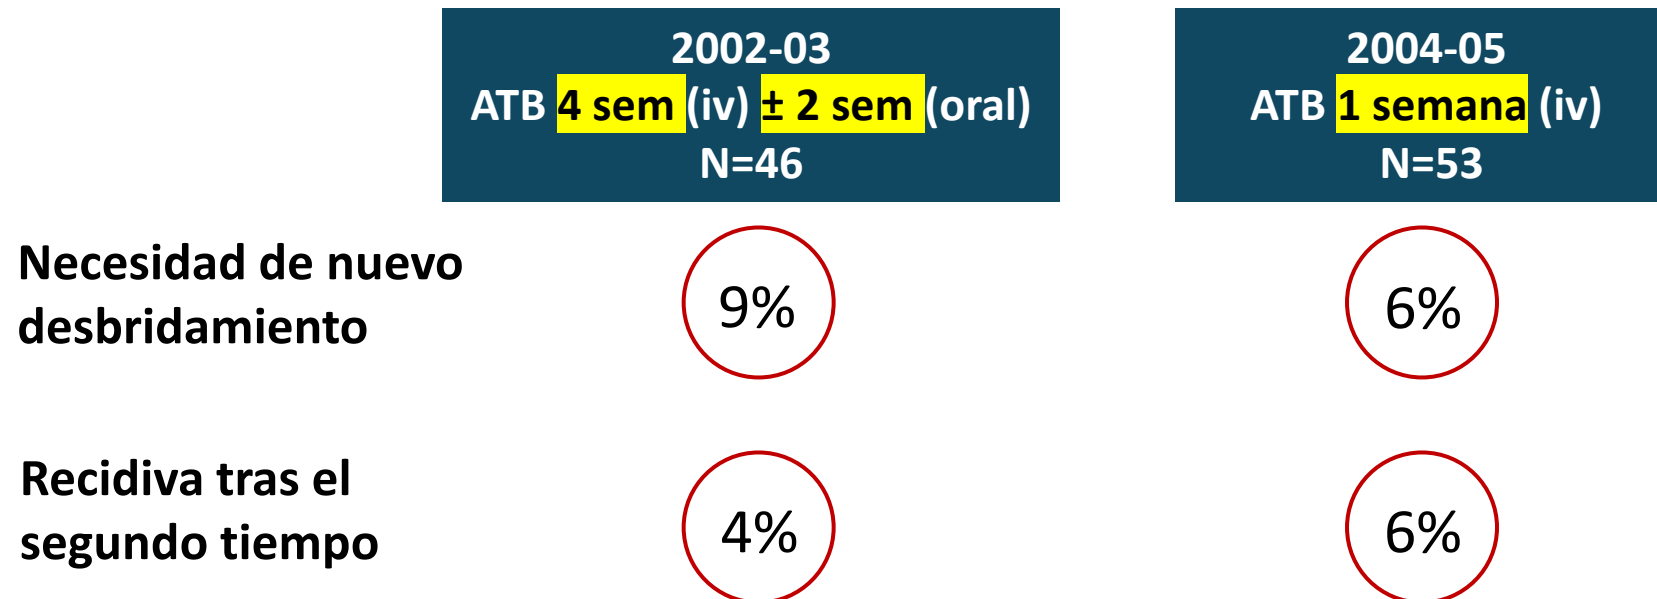 2002-03
ATB 4 sem (iv) ± 2 sem (oral)
N=46
2004-05
ATB 1 semana (iv)
N=53
Necesidad de nuevo
desbridamiento
9%
6%
Recidiva tras el
segundo tiempo
4%
6%